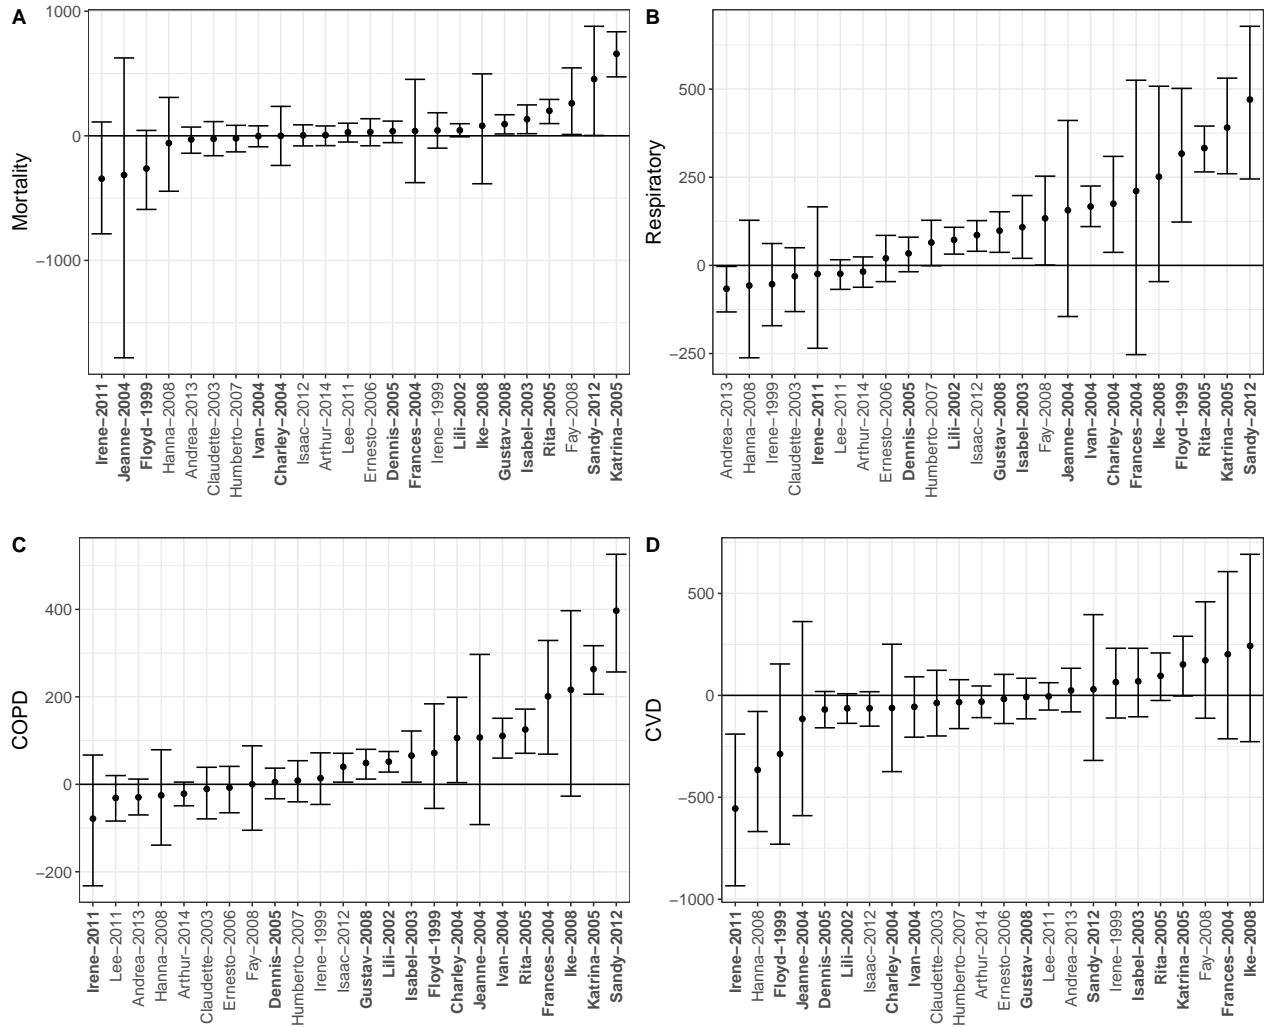 A
Mortality
1000
0
−1000
Irene−2011
Jeanne−2004
Floyd−1999
Hanna−2008
Andrea−2013
Claudette−2003
Humberto−2007
Ivan−2004
Charley−2004
Isaac−2012
Arthur−2014
Lee−2011
Ernesto−2006
Dennis−2005
Frances−2004
Irene−1999
Lili−2002
Ike−2008
Gustav−2008
Isabel−2003
Rita−2005
Fay−2008
Sandy−2012
Katrina−2005
B
Respiratory
500
250
0
−250
Andrea−2013
Hanna−2008
Irene−1999
Claudette−2003
Irene−2011
Lee−2011
Arthur−2014
Ernesto−2006
Dennis−2005
Humberto−2007
Lili−2002
Isaac−2012
Gustav−2008
Isabel−2003
Fay−2008
Jeanne−2004
Ivan−2004
Charley−2004
Frances−2004
Ike−2008
Floyd−1999
Rita−2005
Katrina−2005
Sandy−2012
C
COPD
400
200
0
−200
Irene−2011
Lee−2011
Andrea−2013
Hanna−2008
Arthur−2014
Claudette−2003
Ernesto−2006
Fay−2008
Dennis−2005
Humberto−2007
Irene−1999
Isaac−2012
Gustav−2008
Lili−2002
Isabel−2003
Floyd−1999
Charley−2004
Jeanne−2004
Ivan−2004
Rita−2005
Frances−2004
Ike−2008
Katrina−2005
Sandy−2012
D
CVD
500
0
−500
−1000
Irene−2011
Hanna−2008
Floyd−1999
Jeanne−2004
Dennis−2005
Lili−2002
Isaac−2012
Charley−2004
Ivan−2004
Claudette−2003
Humberto−2007
Arthur−2014
Ernesto−2006
Gustav−2008
Lee−2011
Andrea−2013
Sandy−2012
Irene−1999
Isabel−2003
Rita−2005
Katrina−2005
Fay−2008
Frances−2004
Ike−2008